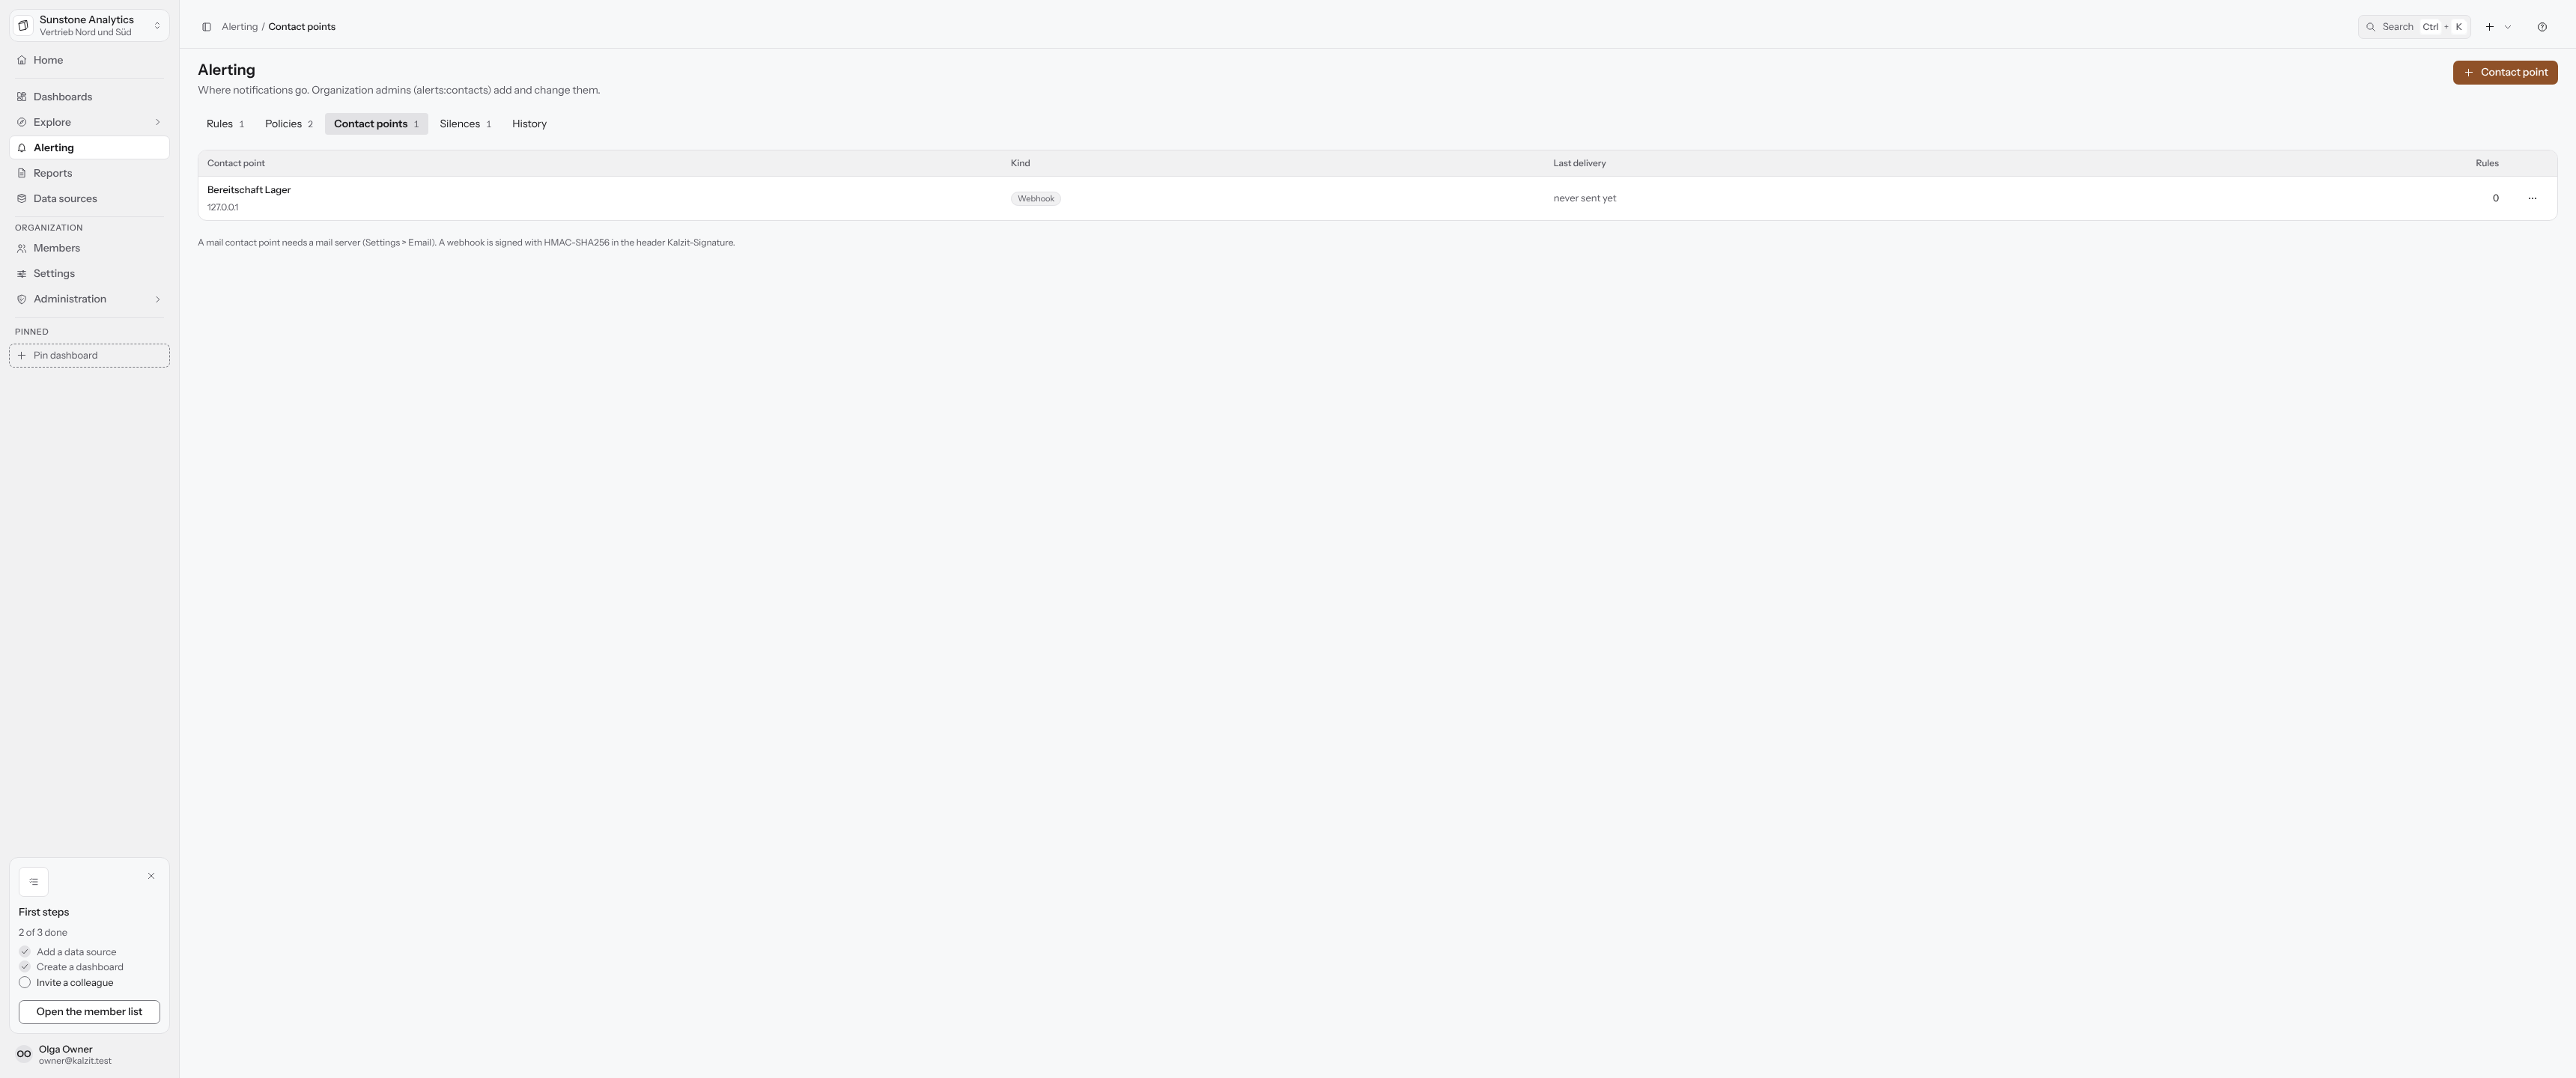 Sunstone Analytics
Vertrieb Nord und Süd
Home
Dashboards
Explore
Alerting
Reports
Data sources
ORGANIZATION
Members
Settings
Administration
PINNED
Pin dashboard
First steps
2 of 3 done
Add a data source
Create a dashboard
Invite a colleague
Open the member list
OO
Olga Owner
owner@kalzit.test
Alerting / Contact points
Search Ctrl + K
Alerting
Where notifications go. Organization admins (alerts:contacts) add and change them.
Contact point
Rules 1 Policies 2 Contact points 1 Silences 1 History
Contact point Kind Last delivery Rules
Bereitschaft Lager
127.0.0.1
Webhook never sent yet 0
A mail contact point needs a mail server (Settings > Email). A webhook is signed with HMAC-SHA256 in the header Kalzit-Signature.